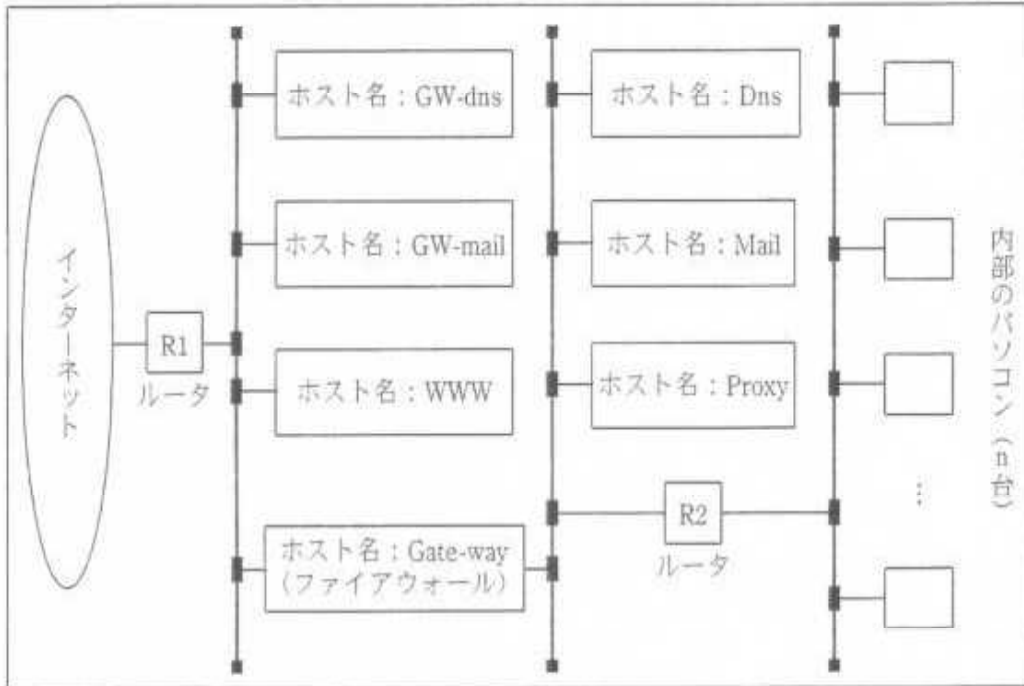 インターネット
R1
ルータ
ホスト名：GW-dns
ホスト名：GW-mail
ホスト名：WWW
ホスト名：Gate-way
（ファイアウォール）
ホスト名：Dns
ホスト名：Mail
ホスト名：Proxy
R2
ルータ
…
内部のパソコン（n台）